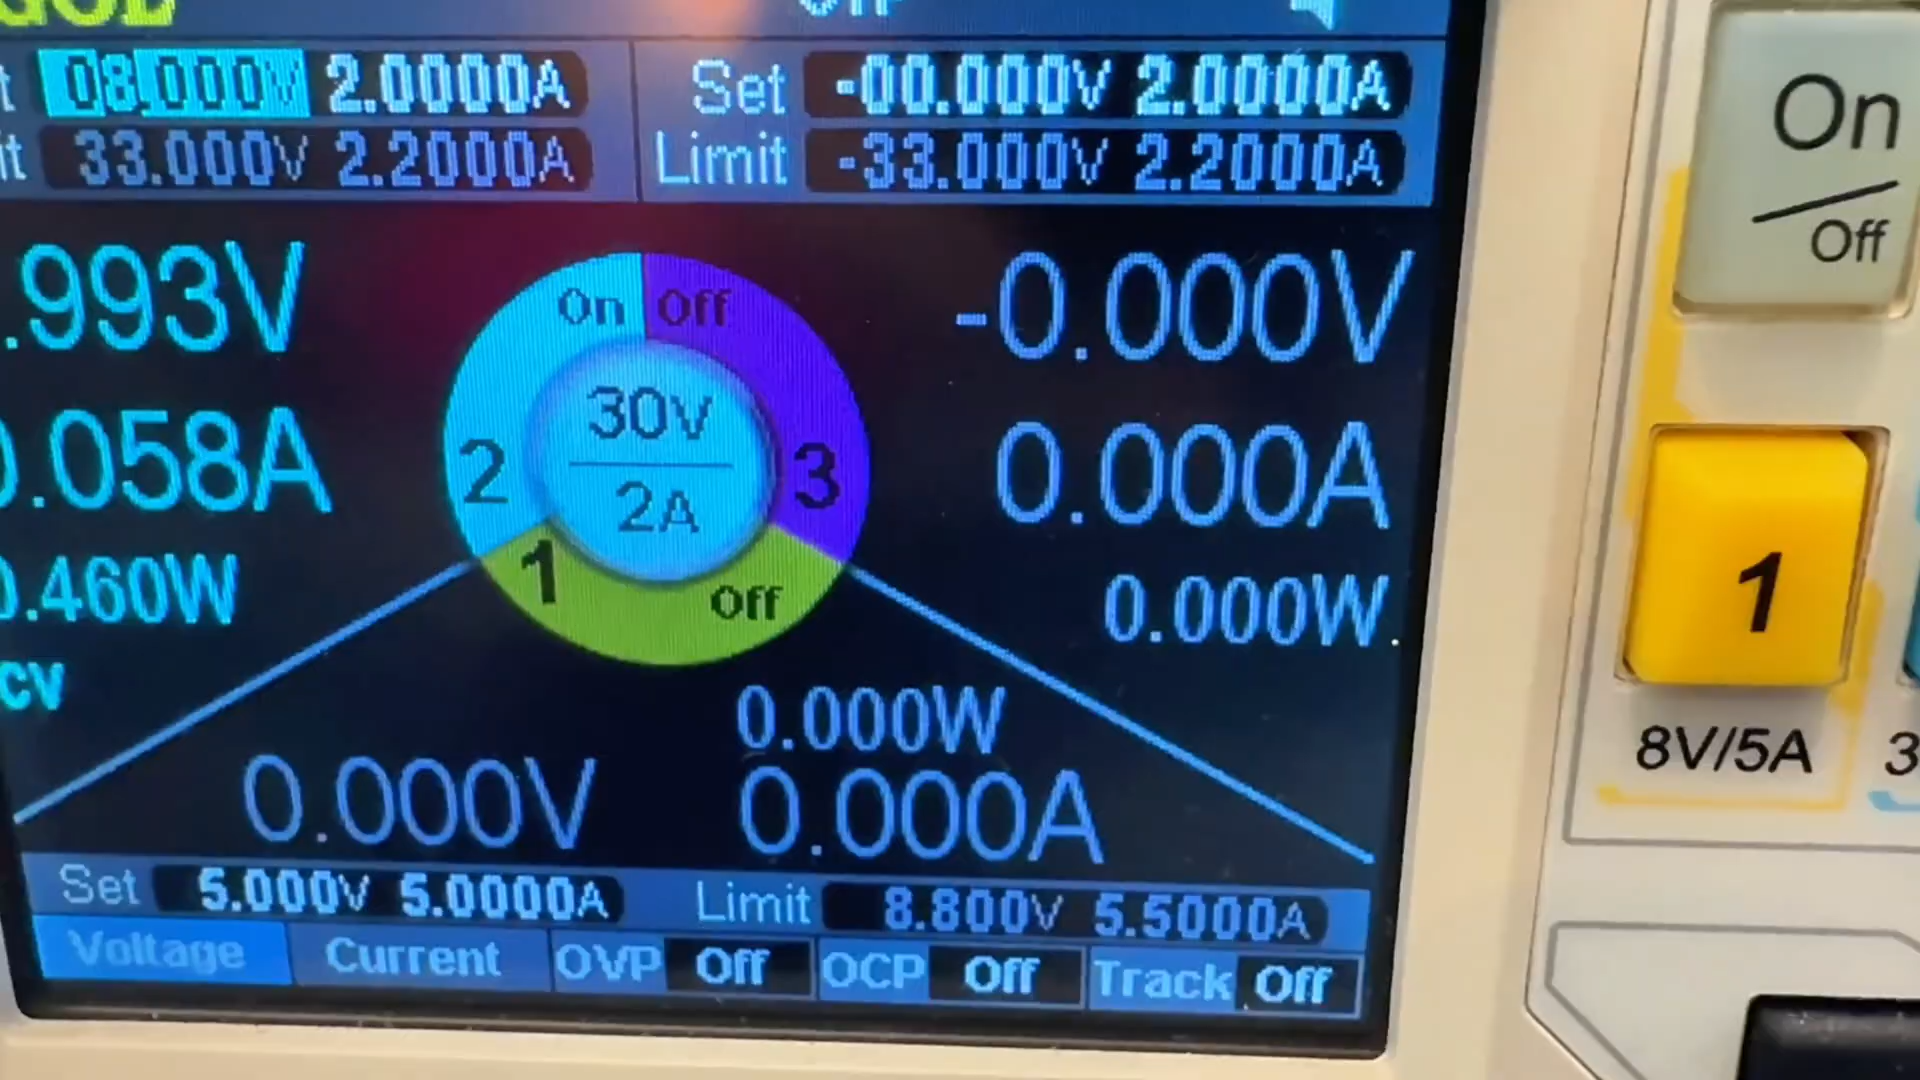 08.000V 2.0000A
33.000V 2.2000A
Set -00.000V 2.0000A
Limit -33.000V 2.2000A
.993V
0.058A
0.460W
CV
On Off
30V
2A
2 3
1 Off
-0.000V
0.000A
0.000W
0.000W
0.000V 0.000A
Set 5.000V 5.0000A Limit 8.800V 5.5000A
Voltage Current OVP Off OCP Off Track Off
On
Off
1
8V/5A
3